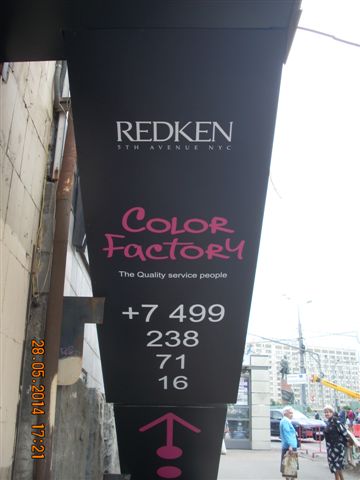 REDKEN
5TH AVENUE NYC
COLOR
FACTORY
The Quality service people
+7 499
238
71
16
28.05.2014 17:21